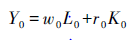 Y₀ = w₀L₀ + r₀K₀